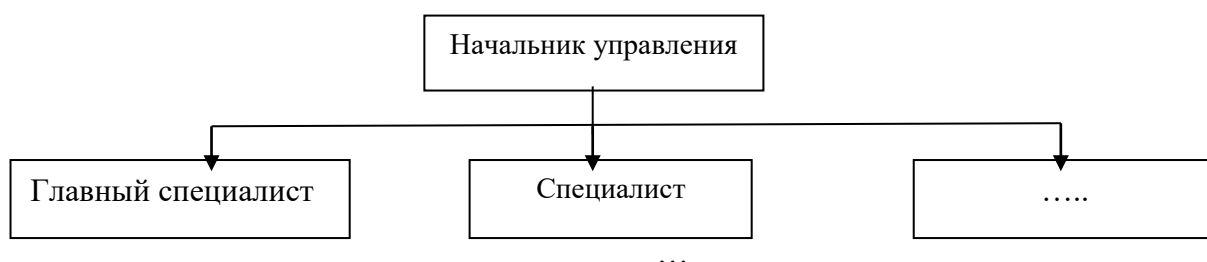 Начальник управления
Главный специалист
Специалист
…..
…